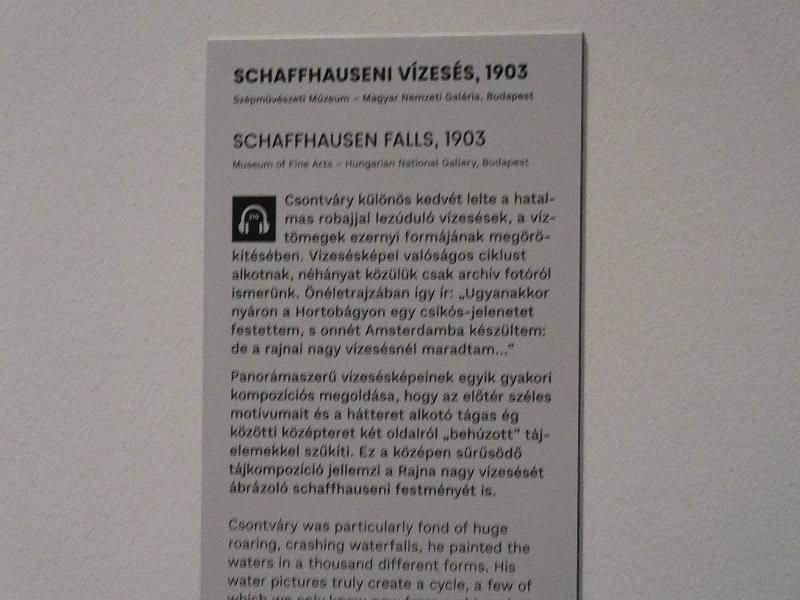 SCHAFFHAUSENI VÍZESÉS, 1903
Szépművészeti Múzeum – Magyar Nemzeti Galéria, Budapest
SCHAFFHAUSEN FALLS, 1903
Museum of Fine Arts – Hungarian National Gallery, Budapest
Csontváry különös kedvét lelte a hatal-
mas robajjal lezúduló vízesések, a víz-
tömegek ezernyi formájának megörö-
kítésében. Vízesésképei valóságos ciklust
alkotnak, néhányat közülük csak archív fotóról
ismerünk. Önéletrajzában így ír: „Ugyanakkor
nyáron a Hortobágyon egy csikós-jelenetet
festettem, s onnét Amsterdamba készültem:
de a rajnai nagy vízesésnél maradtam...”
Panorámaszerű vízesésképeinek egyik gyakori
kompozíciós megoldása, hogy az előtér széles
motívumait és a hátteret alkotó tágas ég
közötti középteret két oldalról „behúzott” táj-
elemekkel szűkíti. Ez a középen sűrűsödő
tájkompozíció jellemzi a Rajna nagy vízesését
ábrázoló schaffhauseni festményét is.
Csontváry was particularly fond of huge
roaring, crashing waterfalls, he painted the
waters in a thousand different forms. His
water pictures truly create a cycle, a few of
which we only know